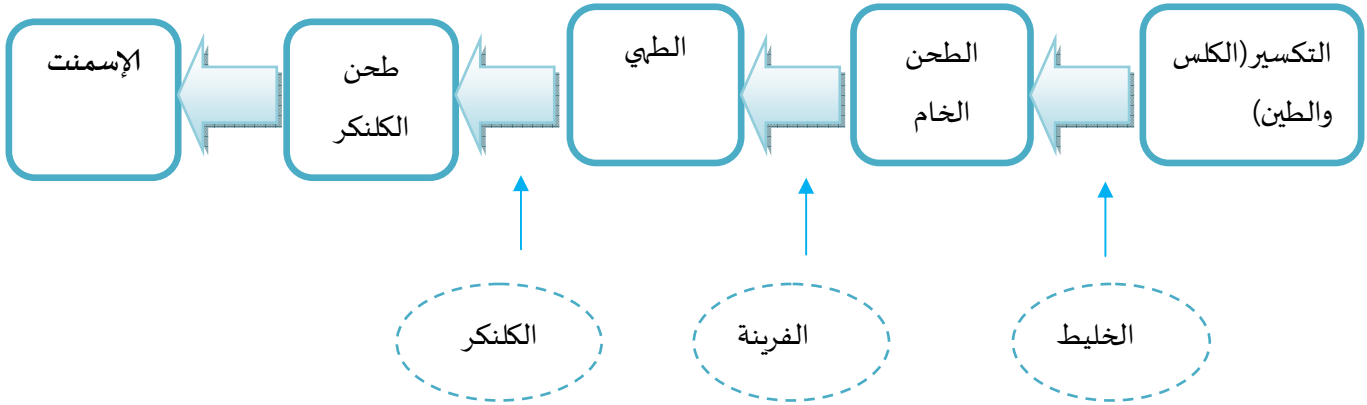 التكسير(الكلس
والطين)
الطحن
الخام
الطهي
طحن
الكلنكر
الإسمنت
الخليط
الفرينة
الكلنكر